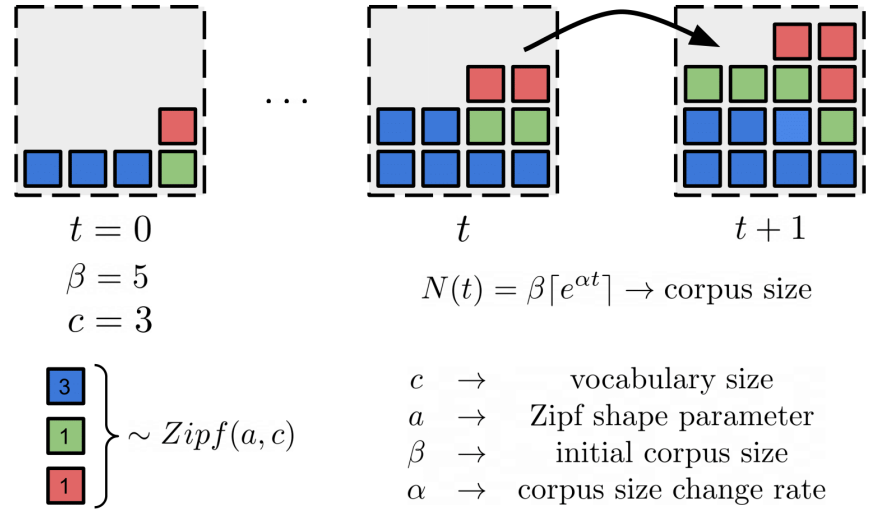 . . .
t = 0
t
t + 1
β = 5
c = 3
N(t) = β⌈e^{αt}⌉ → corpus size
3
1
1
∼ Zipf(a, c)
c → vocabulary size
a → Zipf shape parameter
β → initial corpus size
α → corpus size change rate